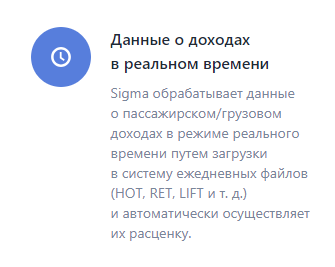 Данные о доходах
в реальном времени
Sigma обрабатывает данные
о пассажирском/грузовом
доходах в режиме реального
времени путем загрузки
в систему ежедневных файлов
(HOT, RET, LIFT и т. д.)
и автоматически осуществляет
их расценку.